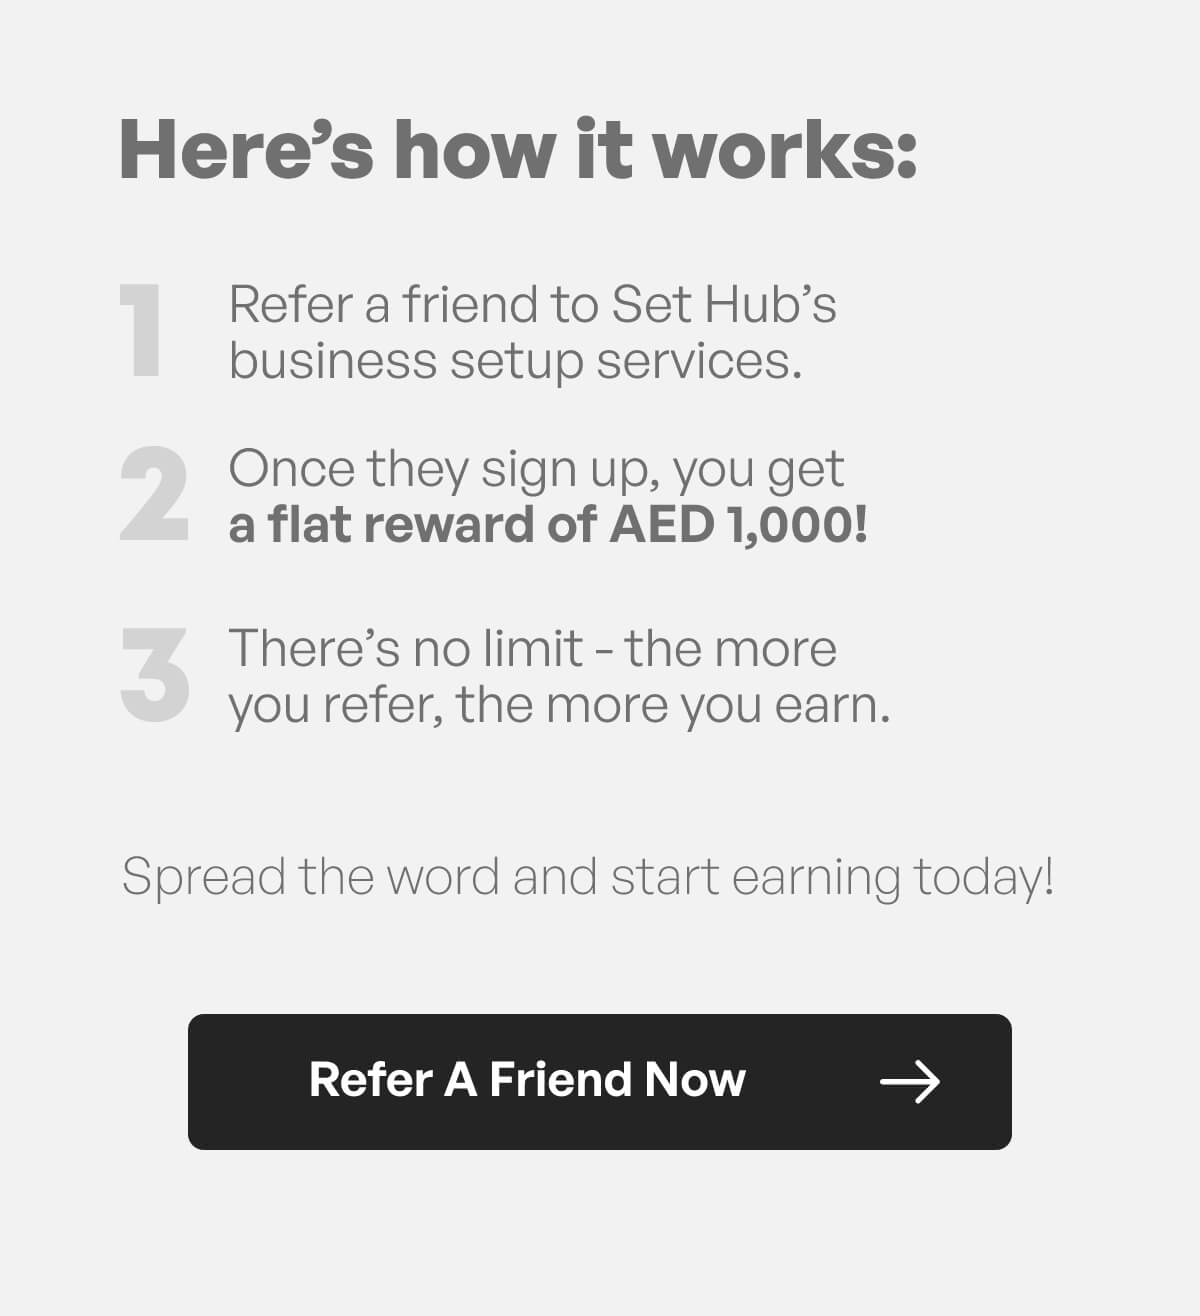 Here’s how it works:
1
Refer a friend to Set Hub’s
business setup services.
2
Once they sign up, you get
a flat reward of AED 1,000!
3
There’s no limit - the more
you refer, the more you earn.
Spread the word and start earning today!
Refer A Friend Now